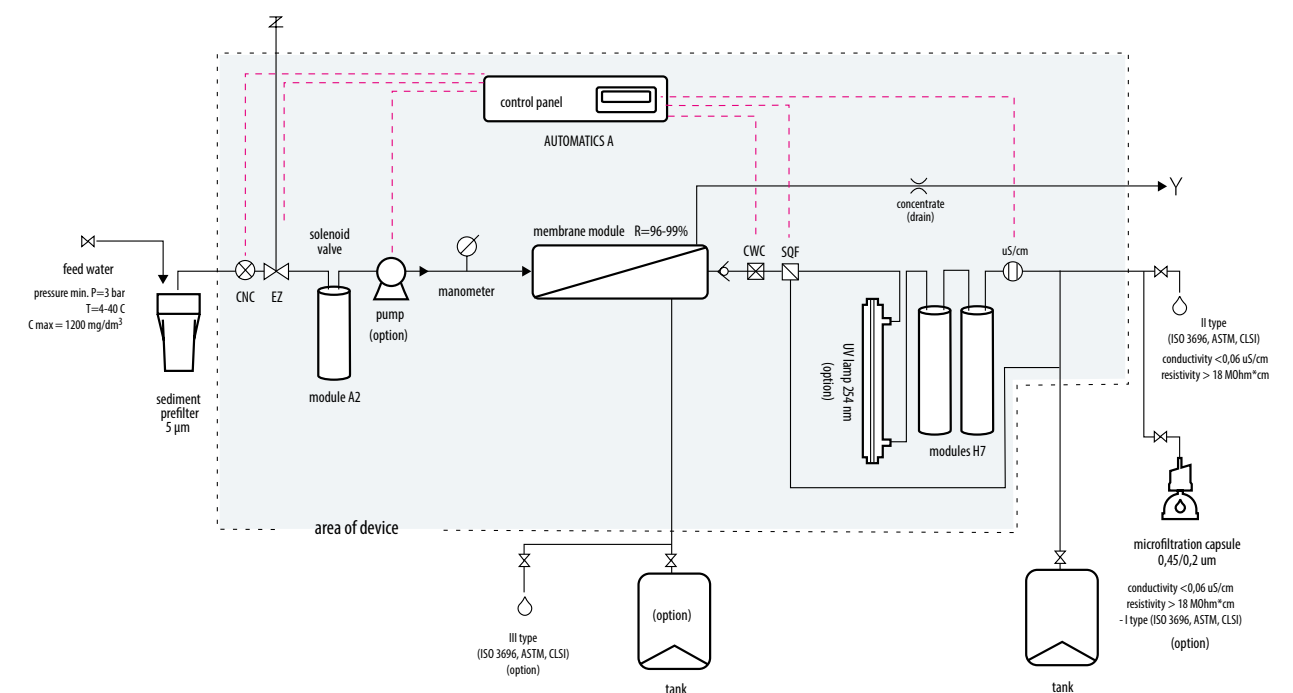 control panel
AUTOMATICS A
concentrate
(drain)
feed water
pressure min. P=3 bar
T=4-40 C
C max = 1200 mg/dm³
sediment
prefilter
5 µm
CNC
EZ
solenoid
valve
module A2
pump
(option)
manometer
membrane module R=96-99%
CWC
SQF
UV lamp 254 nm
(option)
modules H7
uS/cm
II type
(ISO 3696, ASTM, CLSI)
conductivity <0,06 uS/cm
resistivity > 18 MOhm*cm
microfiltration capsule
0,45/0,2 um
conductivity <0,06 uS/cm
resistivity > 18 MOhm*cm
- I type (ISO 3696, ASTM, CLSI)
(option)
area of device
III type
(ISO 3696, ASTM, CLSI)
(option)
(option)
tank
tank